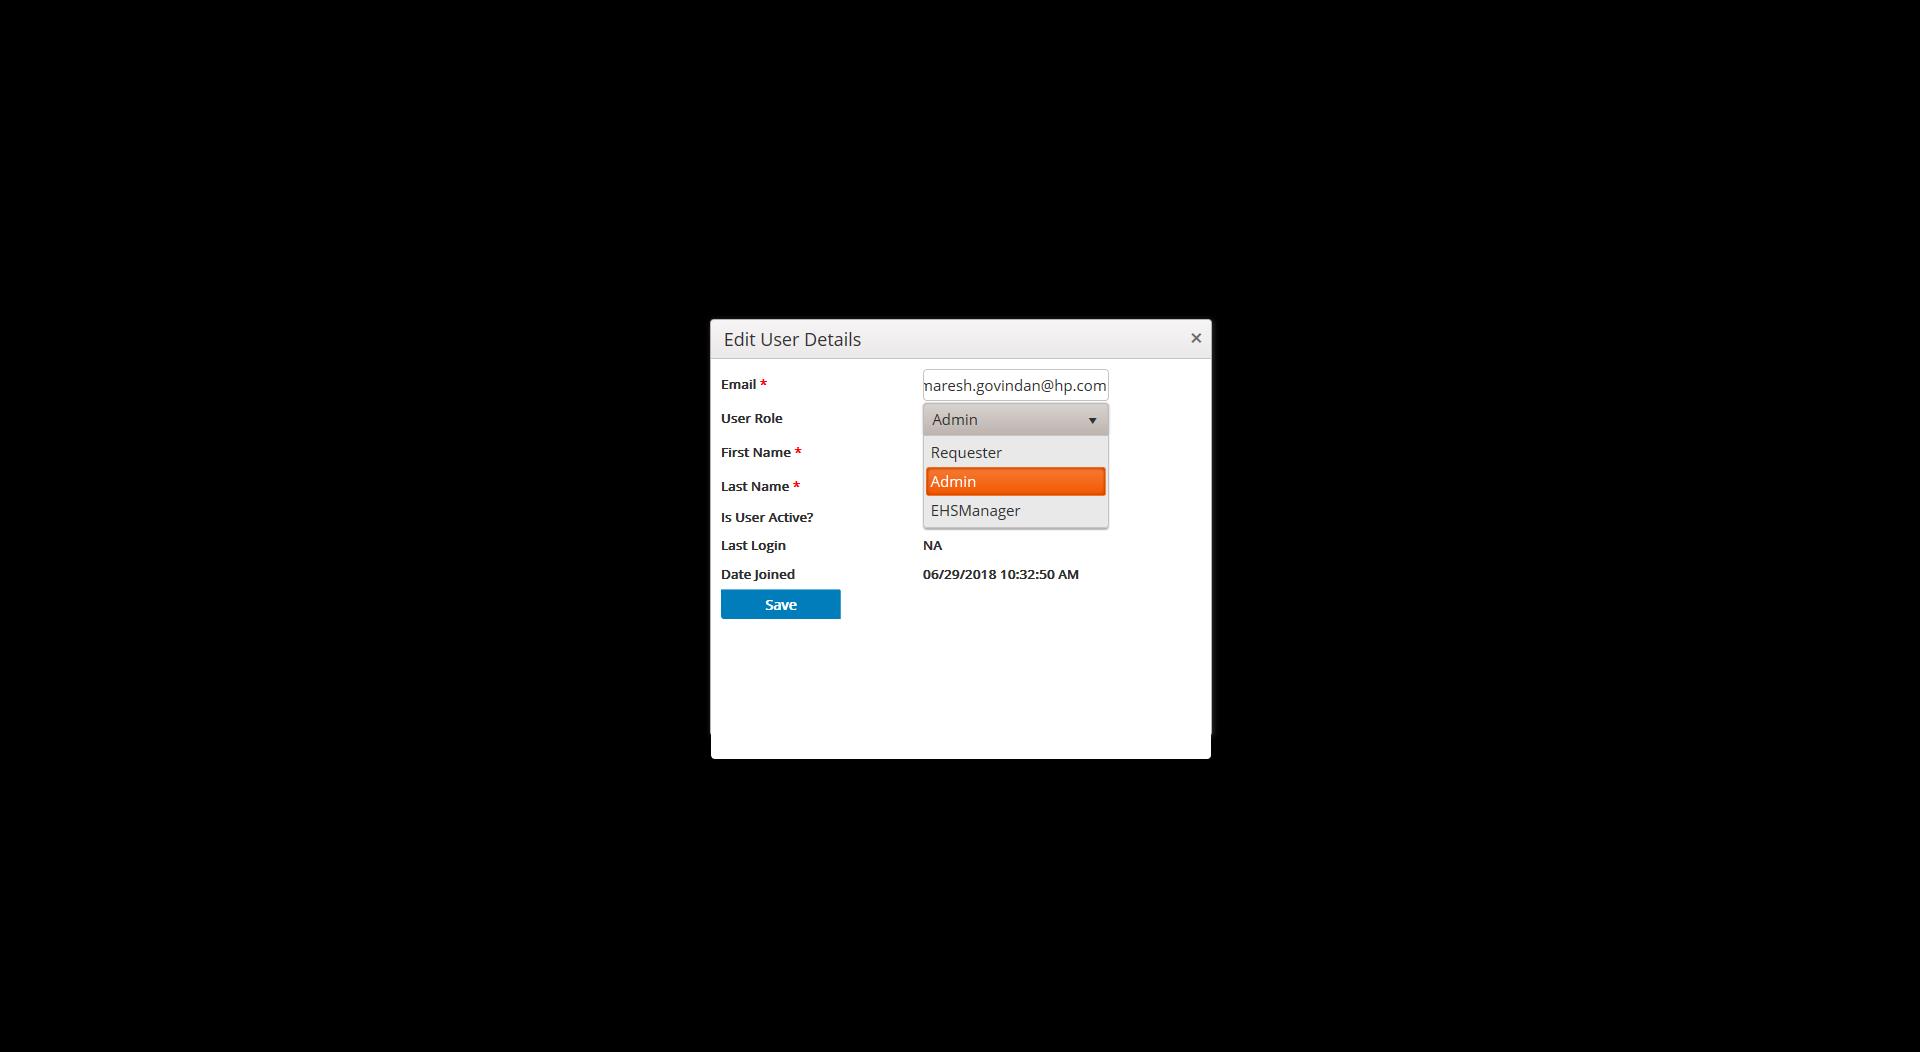 Edit User Details
Email *
maresh.govindan@hp.com
User Role
Admin
Requester
Admin
EHSManager
First Name *
Last Name *
Is User Active?
Last Login
NA
Date Joined
06/29/2018 10:32:50 AM
Save